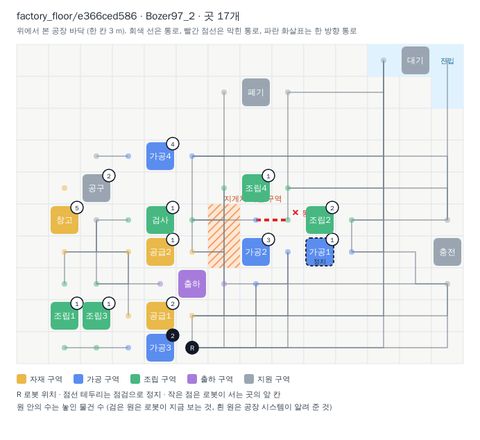 factory_floor/e366ced586 · Bozer97_2 · 곳 17개
위에서 본 공장 바닥 (한 칸 3 m). 회색 선은 통로, 빨간 점선은 막힌 통로, 파란 화살표는 한 방향 통로
대기
진입
폐기
4
가공4
2
공구
1
조립4
지게차
구역
5
창고
1
검사
2
조립2
1
공급2
3
가공2
1
가공1
정지
충전
출하
1
조립1
1
조립3
2
공급1
2
가공3
R
자재 구역
가공 구역
조립 구역
출하 구역
지원 구역
R 로봇 위치 · 점선 테두리는 점검으로 정지 · 작은 점은 로봇이 서는 곳의 앞 칸
원 안의 수는 놓인 물건 수 (검은 원은 로봇이 지금 보는 것, 흰 원은 공장 시스템이 알려 준 것)